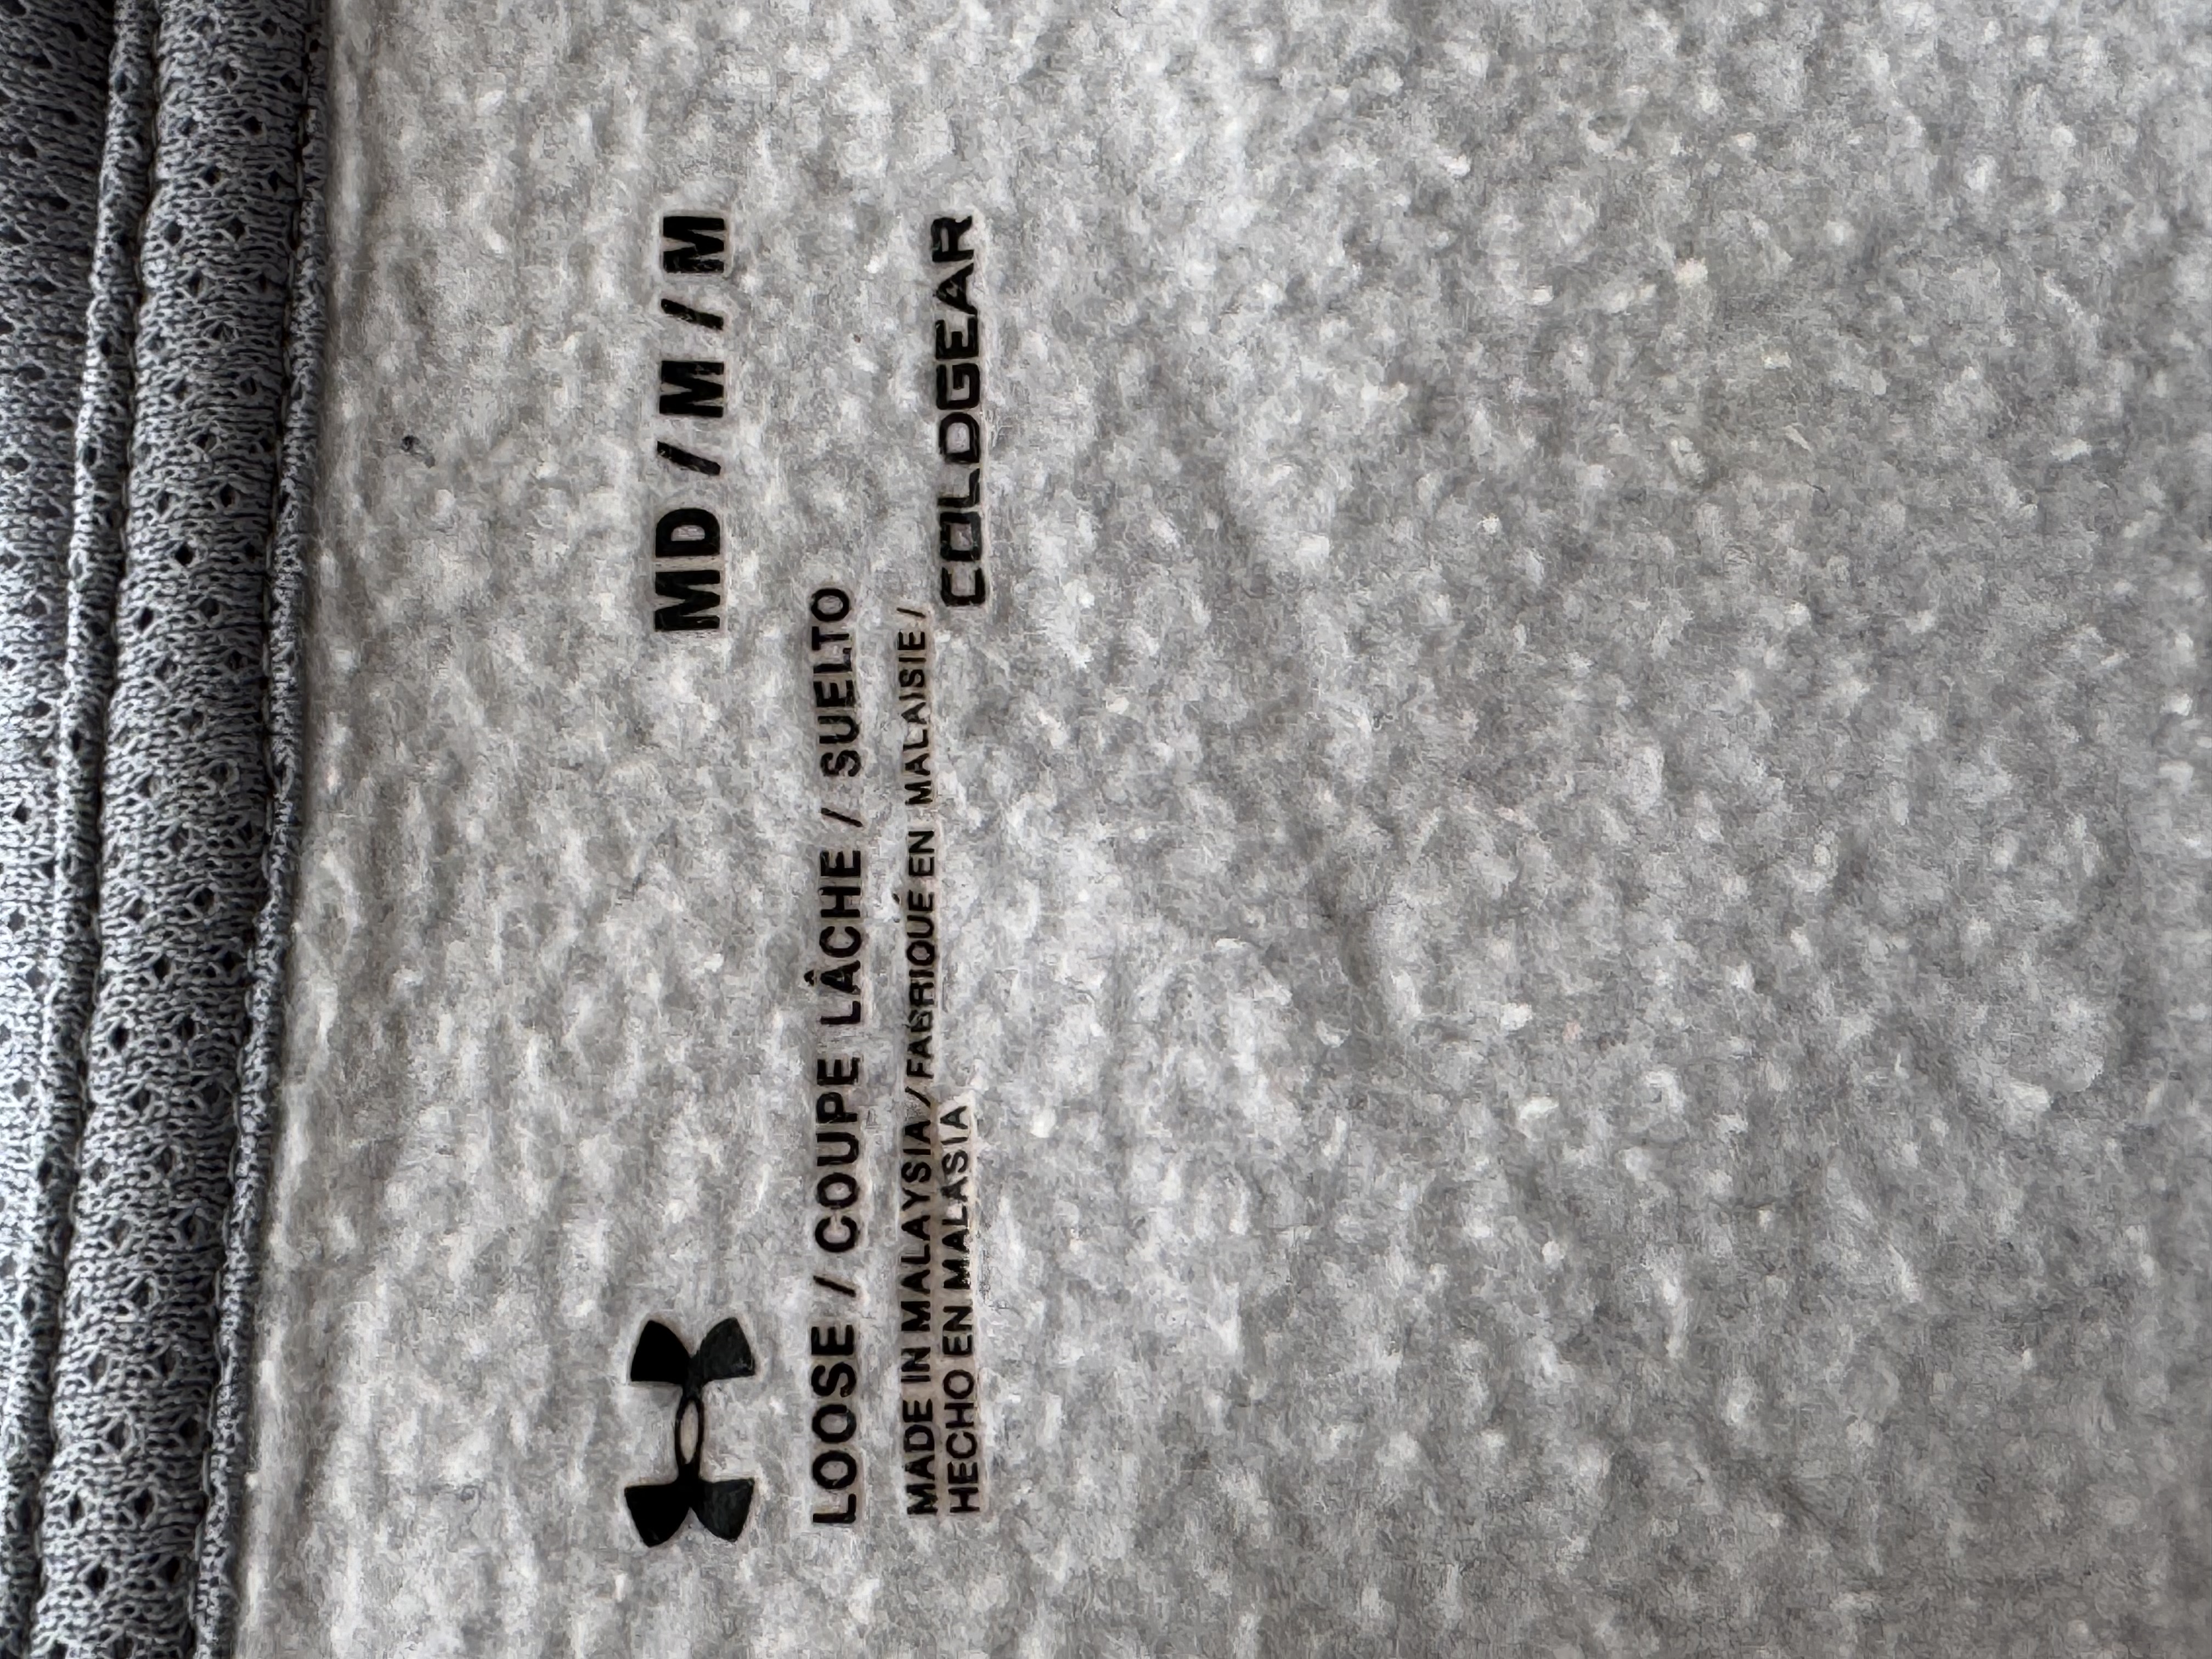 MD / M / M
LOOSE / COUPE LÂCHE / SUELTO
MADE IN MALAYSIA / FABRIQUÉ EN MALAISIE /
HECHO EN MALASIA
COLDGEAR